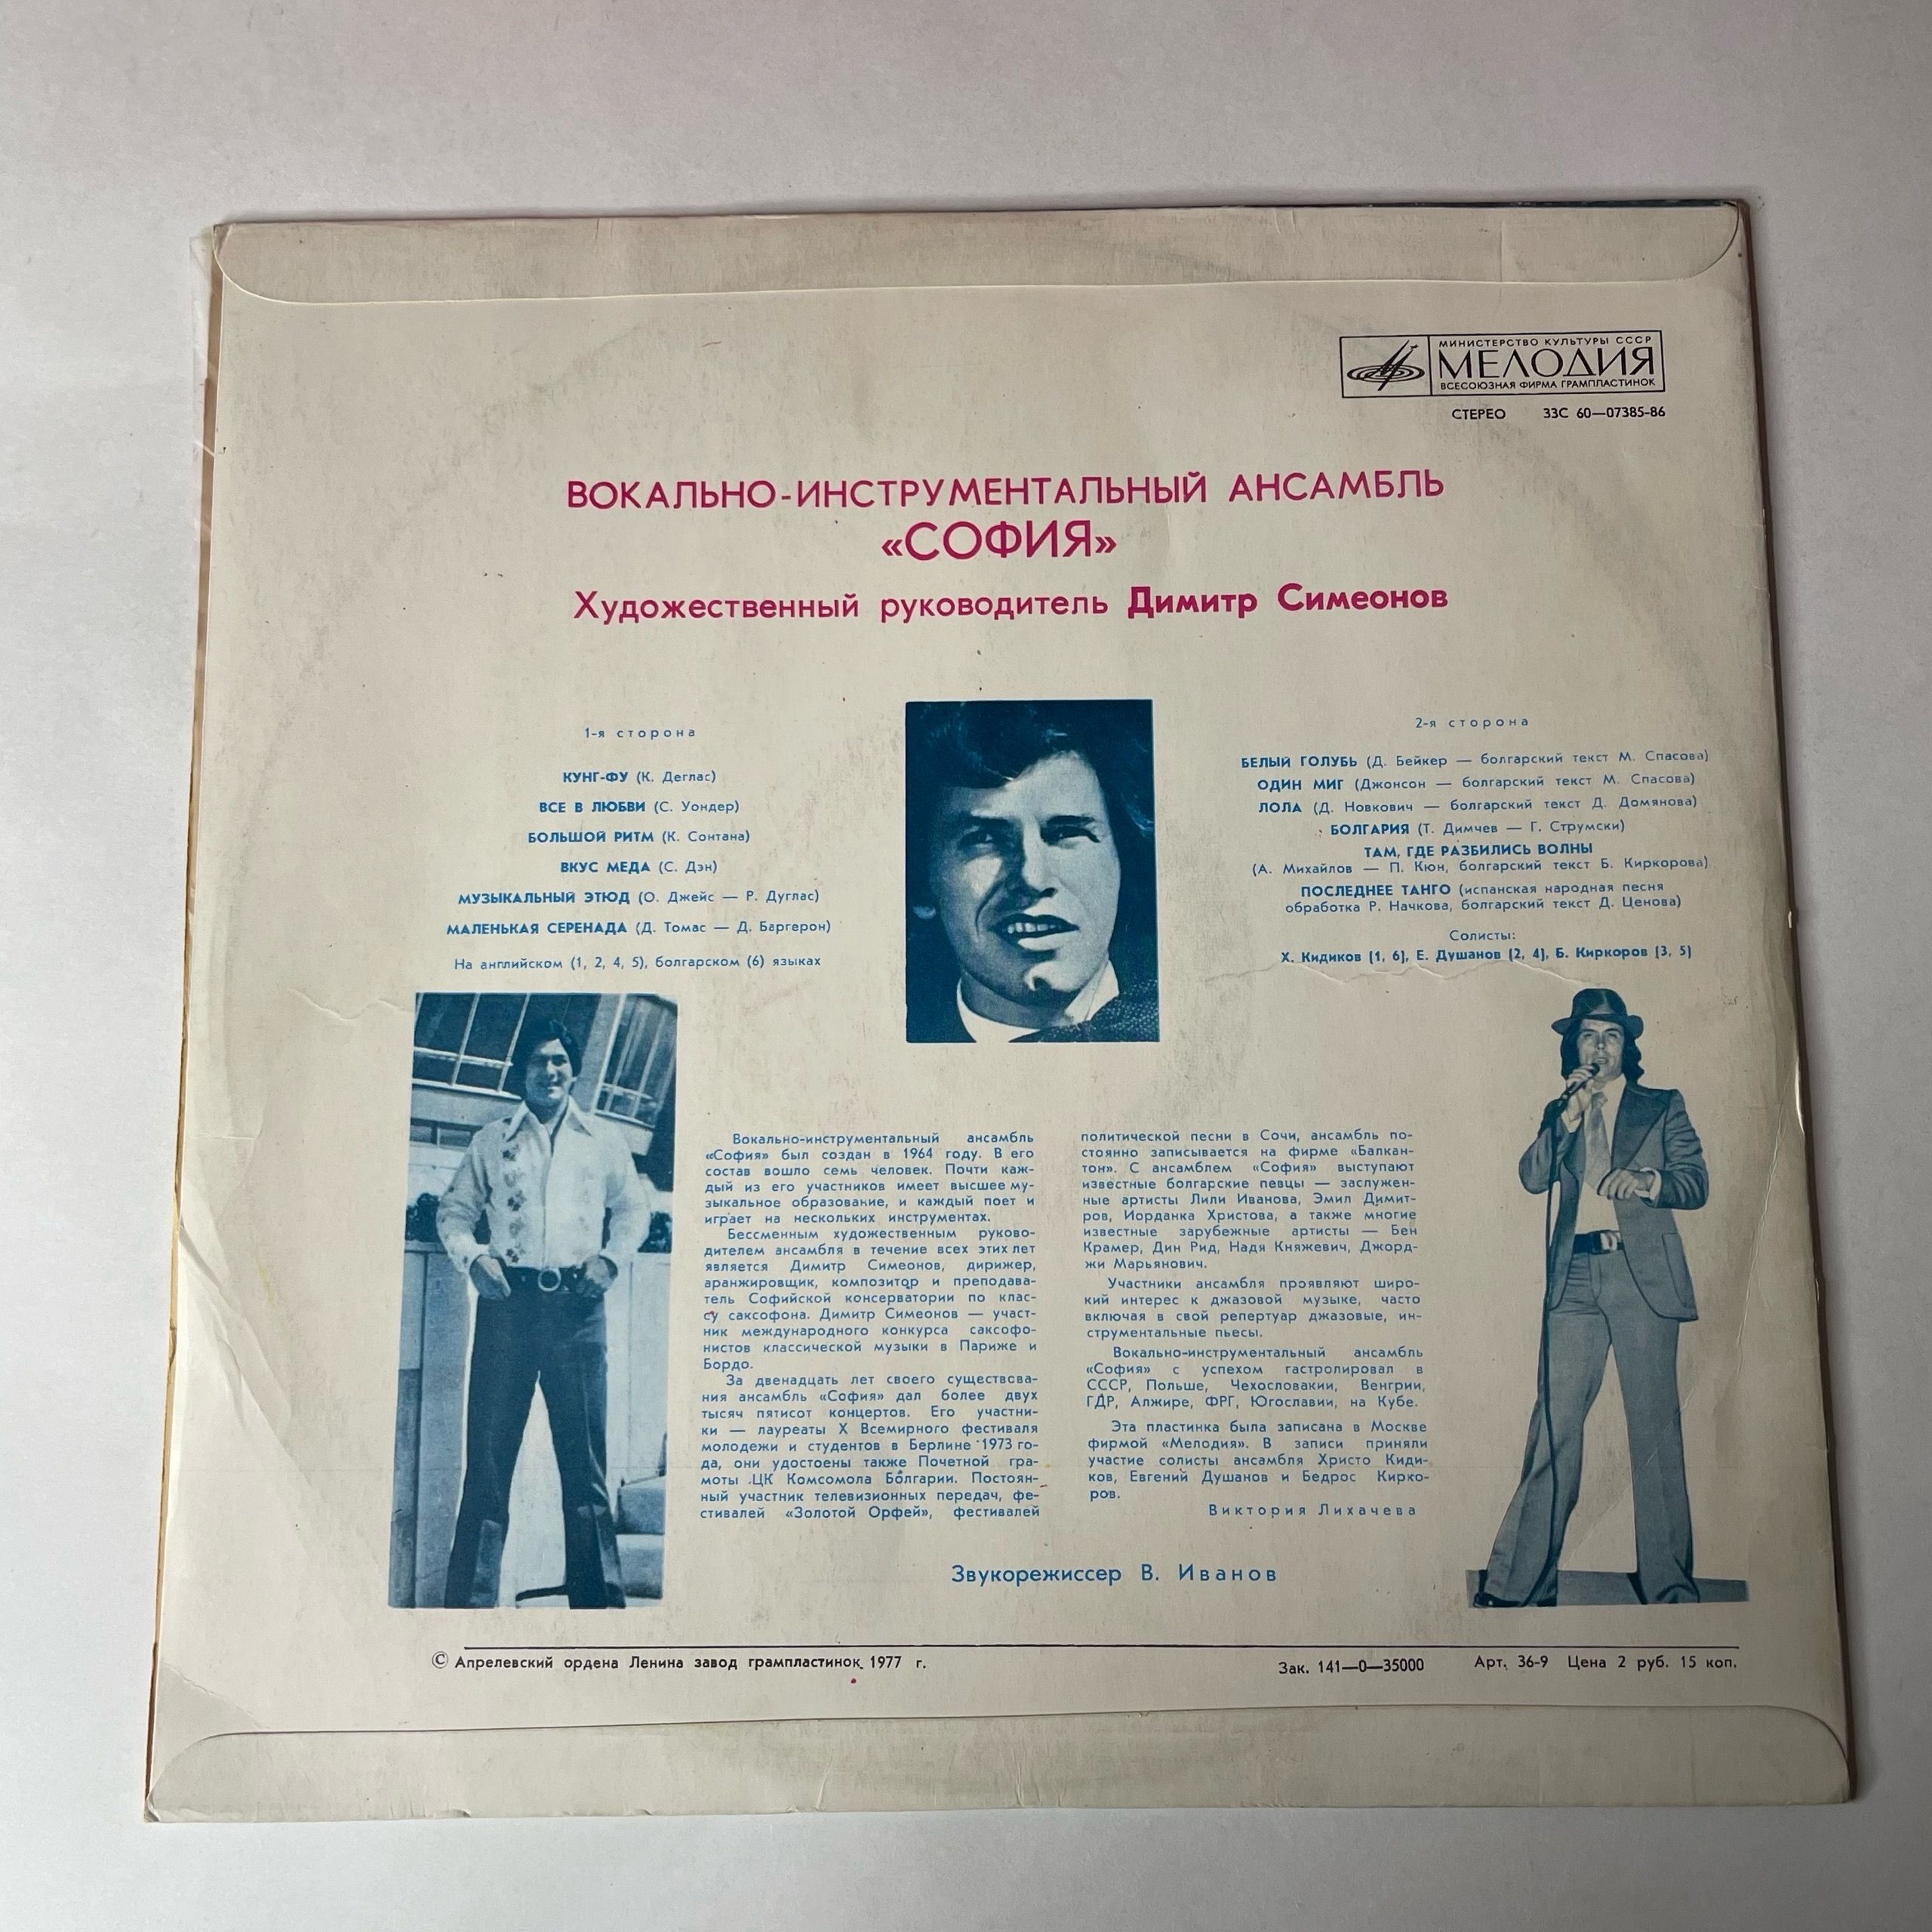 МИНИСТЕРСТВО КУЛЬТУРЫ СССР
МЕЛОДИЯ
ВСЕСОЮЗНАЯ ФИРМА ГРАМПЛАСТИНОК
СТЕРЕО 33С 60—07385-86
ВОКАЛЬНО-ИНСТРУМЕНТАЛЬНЫЙ АНСАМБЛЬ
«СОФИЯ»
Художественный руководитель Димитр Симеонов
1-я сторона
КУНГ-ФУ (К. Деглас)
ВСЕ В ЛЮБВИ (С. Уондер)
БОЛЬШОЙ РИТМ (К. Сонтана)
ВКУС МЕДА (С. Дэн)
МУЗЫКАЛЬНЫЙ ЭТЮД (О. Джейс — Р. Дуглас)
МАЛЕНЬКАЯ СЕРЕНАДА (Д. Томас — Д. Баргерон)
На английском (1, 2, 4, 5), болгарском (6) языках
2-я сторона
БЕЛЫЙ ГОЛУБЬ (Д. Бейкер — болгарский текст М. Спасова)
ОДИН МИГ (Джонсон — болгарский текст М. Спасова)
ЛОЛА (Д. Новкович — болгарский текст Д. Домянова)
БОЛГАРИЯ (Т. Димчев — Г. Струмски)
ТАМ, ГДЕ РАЗБИЛИСЬ ВОЛНЫ
(А. Михайлов — П. Кюн, болгарский текст Б. Киркорова)
ПОСЛЕДНЕЕ ТАНГО (испанская народная песня
обработка Р. Начкова, болгарский текст Д. Ценова)
Солисты:
Х. Кидиков (1, 6), Е. Душанов (2, 4), Б. Киркоров (3, 5)
Вокально-инструментальный ансамбль
«София» был создан в 1964 году. В его
состав вошло семь человек. Почти каж-
дый из его участников имеет высшее му-
зыкальное образование, и каждый поет и
играет на нескольких инструментах.
Бессменным художественным руково-
дителем ансамбля в течение всех этих лет
является Димитр Симеонов, дирижер,
аранжировщик, композитор и преподава-
тель Софийской консерватории по клас-
су саксофона. Димитр Симеонов — участ-
ник международного конкурса саксофо-
нистов классической музыки в Париже и
Бордо.
За двенадцать лет своего существова-
ния ансамбль «София» дал более двух
тысяч пятисот концертов. Его участни-
ки — лауреаты X Всемирного фестиваля
молодежи и студентов в Берлине 1973 го-
да, они удостоены также Почетной гра-
моты ЦК Комсомола Болгарии. Постоян-
ный участник телевизионных передач, фе-
стивалей «Золотой Орфей», фестивалей
политической песни в Сочи, ансамбль по-
стоянно записывается на фирме «Балкан-
тон». С ансамблем «София» выступают
известные болгарские певцы — заслужен-
ные артисты Лили Иванова, Эмил Димит-
ров, Иорданка Христова, а также многие
известные зарубежные артисты — Бен
Крамер, Дин Рид, Надя Княжевич, Джорд-
жи Марьянович.
Участники ансамбля проявляют широ-
кий интерес к джазовой музыке, часто
включая в свой репертуар джазовые, ин-
струментальные пьесы.
Вокально-инструментальный ансамбль
«София» с успехом гастролировал в
СССР, Польше, Чехословакии, Венгрии,
ГДР, Алжире, ФРГ, Югославии, на Кубе.
Эта пластинка была записана в Москве
фирмой «Мелодия». В записи приняли
участие солисты ансамбля Христо Киди-
ков, Евгений Душанов и Бедрос Кирко-
ров.
Виктория Лихачева
Звукорежиссер В. Иванов
© Апрелевский ордена Ленина завод грампластинок 1977 г.
Зак. 141—0—35000 Арт. 36-9 Цена 2 руб. 15 коп.